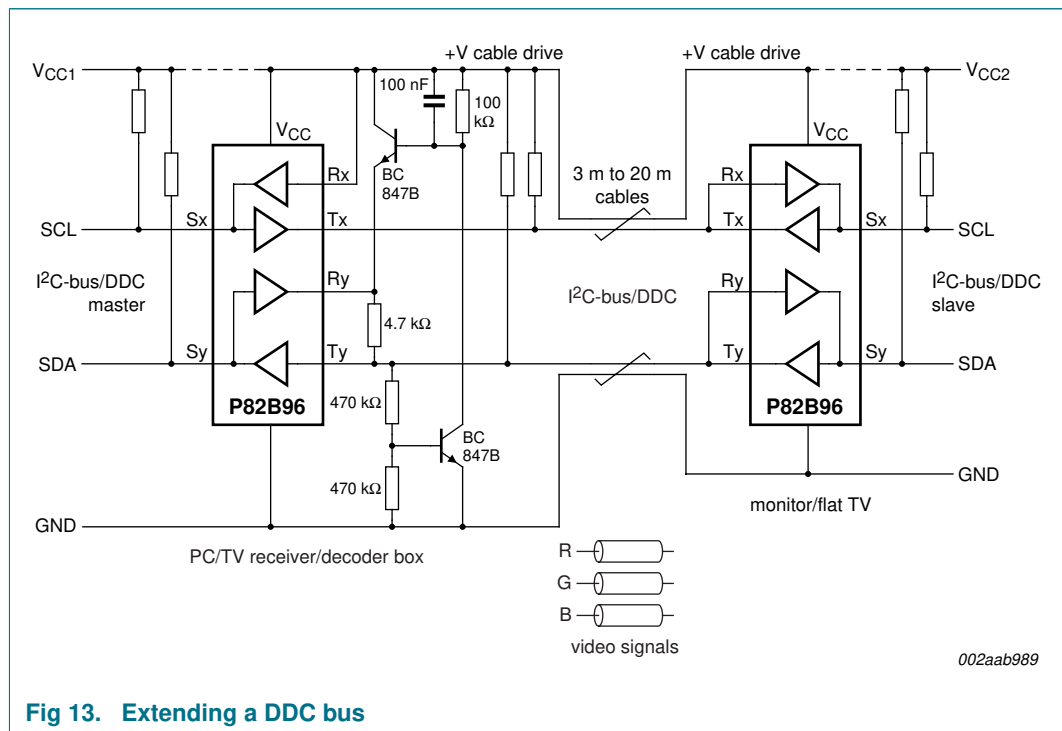 +V cable drive
+V cable drive
VCC1
VCC2
100 nF
100
kΩ
VCC
VCC
BC
847B
3 m to 20 m
cables
Rx
Rx
Sx
Tx
Tx
Sx
SCL
SCL
I²C-bus/DDC
master
Ry
4.7 kΩ
I²C-bus/DDC
Ry
I²C-bus/DDC
slave
SDA
Sy
Ty
Ty
Sy
SDA
P82B96
470 kΩ
BC
847B
P82B96
470 kΩ
GND
monitor/flat TV
GND
PC/TV receiver/decoder box
R
G
B
video signals
002aab989
Fig 13. Extending a DDC bus